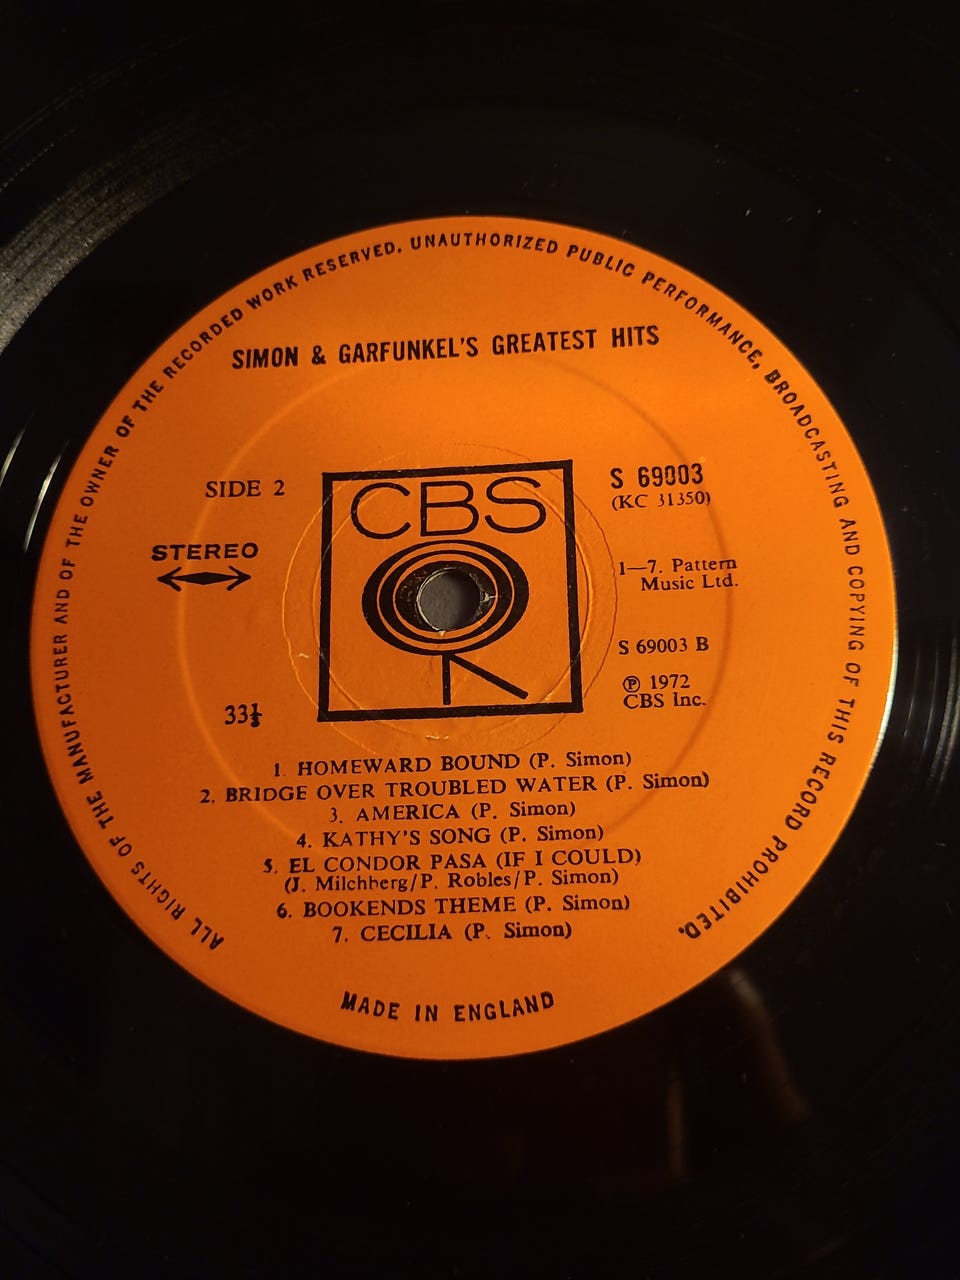 ALL RIGHTS OF THE MANUFACTURER AND OF THE OWNER OF THE RECORDED WORK RESERVED. UNAUTHORIZED PUBLIC PERFORMANCE, BROADCASTING AND COPYING OF THIS RECORD PROHIBITED.
SIMON & GARFUNKEL'S GREATEST HITS
SIDE 2
STEREO
33⅓
CBS
S 69003
(KC 31350)
1—7. Pattern
Music Ltd.
S 69003 B
℗ 1972
CBS Inc.
1. HOMEWARD BOUND (P. Simon)
2. BRIDGE OVER TROUBLED WATER (P. Simon)
3. AMERICA (P. Simon)
4. KATHY'S SONG (P. Simon)
5. EL CONDOR PASA (IF I COULD)
(J. Milchberg/P. Robles/P. Simon)
6. BOOKENDS THEME (P. Simon)
7. CECILIA (P. Simon)
MADE IN ENGLAND